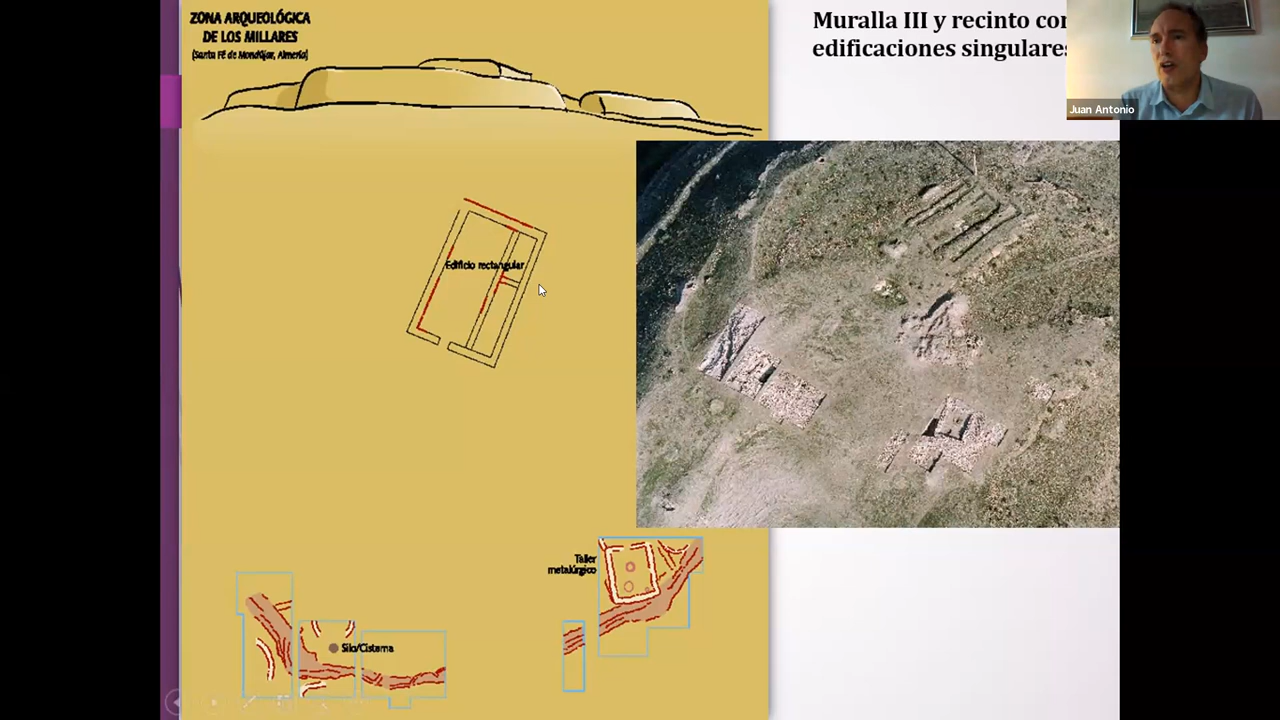 ZONA ARQUEOLÓGICA
DE LOS MILLARES
(Santa Fé de Mondújar, Almería)
Muralla III y recinto con
edificaciones singulares
Juan Antonio
Edificio rectangular
Taller
metalúrgico
Silo/Cisterna